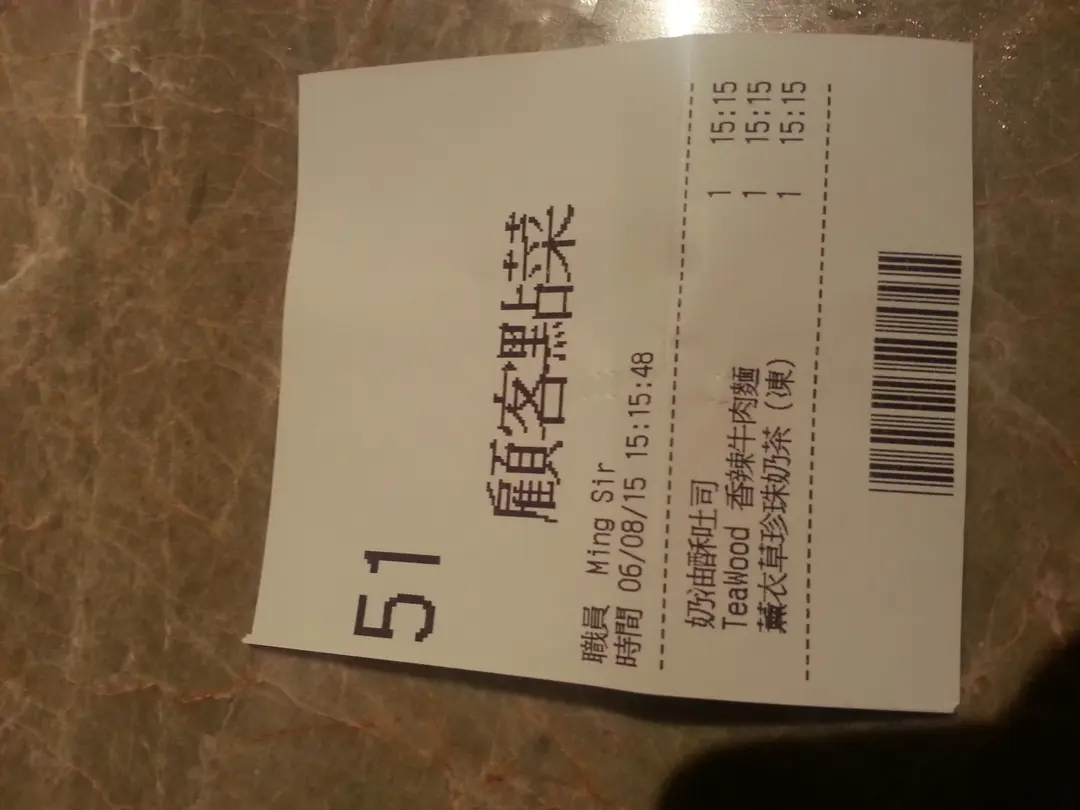 51
顧客點菜
職員 Ming Sir
時間 06/08/15 15:15:48
奶油酥吐司 1 15:15
TeaWood 香辣牛肉麵 1 15:15
薰衣草珍珠奶茶(凍) 1 15:15